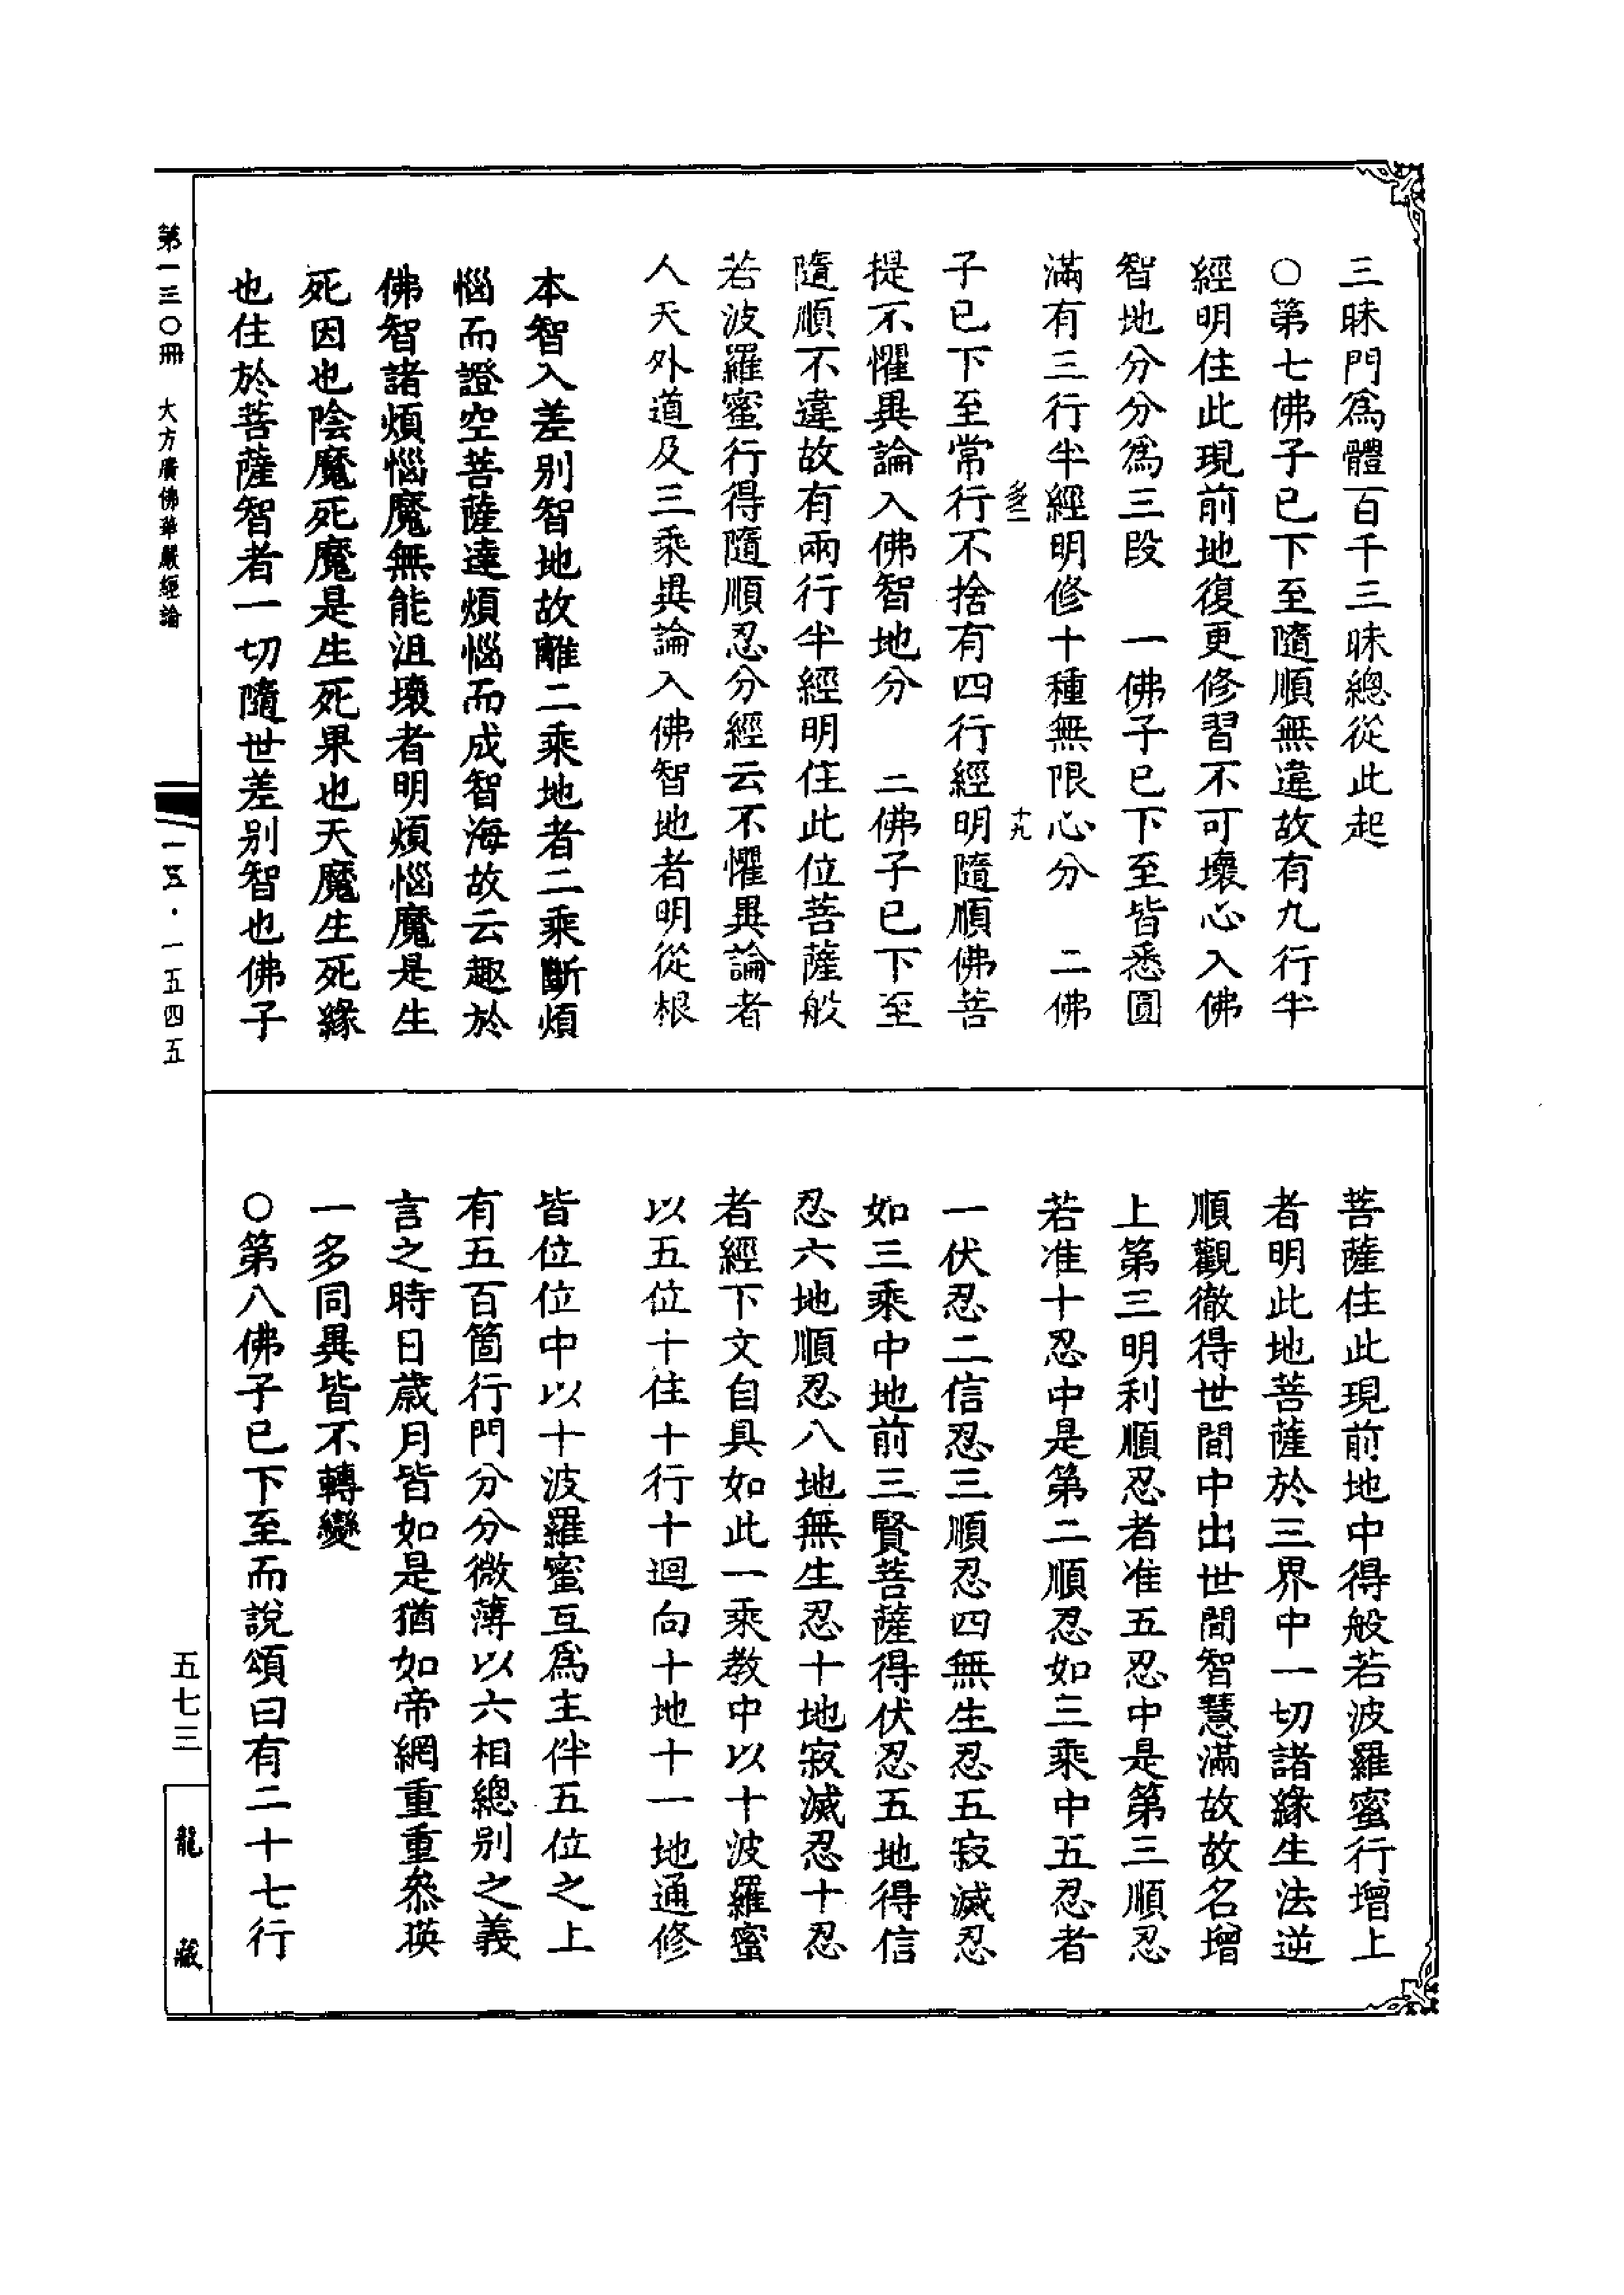 三昧門為體百千三昧總從此起
○第七佛子已下至隨順無違故有九行半
經明住此現前地復更修習不可壞心入佛
智地分分為三段　一佛子已下至皆悉圓
滿有三行半經明修十種無限心分　二佛
十九
子已下至常行不捨有四行經明隨順佛菩
提不懼異論入佛智地分　二佛子已下至
隨順不違故有兩行半經明住此位菩薩般
若波羅蜜行得隨順忍分經云不懼異論者
人天外道及三乘異論入佛智地者明從根
本智入差別智地故離二乘地者二乘斷煩
惱而證空菩薩達煩惱而成智海故云趣於
佛智諸煩惱魔無能沮壞者明煩惱魔是生
死因也陰魔死魔是生死果也天魔生死緣
也住於菩薩智者一切隨世差別智也佛子
菩薩住此現前地中得般若波羅蜜行增上
者明此地菩薩於三界中一切諸緣生法逆
順觀徹得世間中出世間智慧滿故故名增
上第三明利順忍者准五忍中是第三順忍
若准十忍中是第二順忍如三乘中五忍者
一伏忍二信忍三順忍四無生忍五寂滅忍
如三乘中地前三賢菩薩得伏忍五地得信
忍六地順忍八地無生忍十地寂滅忍十忍
者經下文自具如此一乘教中以十波羅蜜
以五位十住十行十迴向十地十一地通修
皆位位中以十波羅蜜互為主伴五位之上
有五百箇行門分分微薄以六相總別之義
言之時日歲月皆如是猶如帝網重重叅瑛
一多同異皆不轉變
○第八佛子已下至而說頌曰有二十七行
第一三〇冊　大方廣佛華嚴經論
一五・一五四五
五七三
龍藏